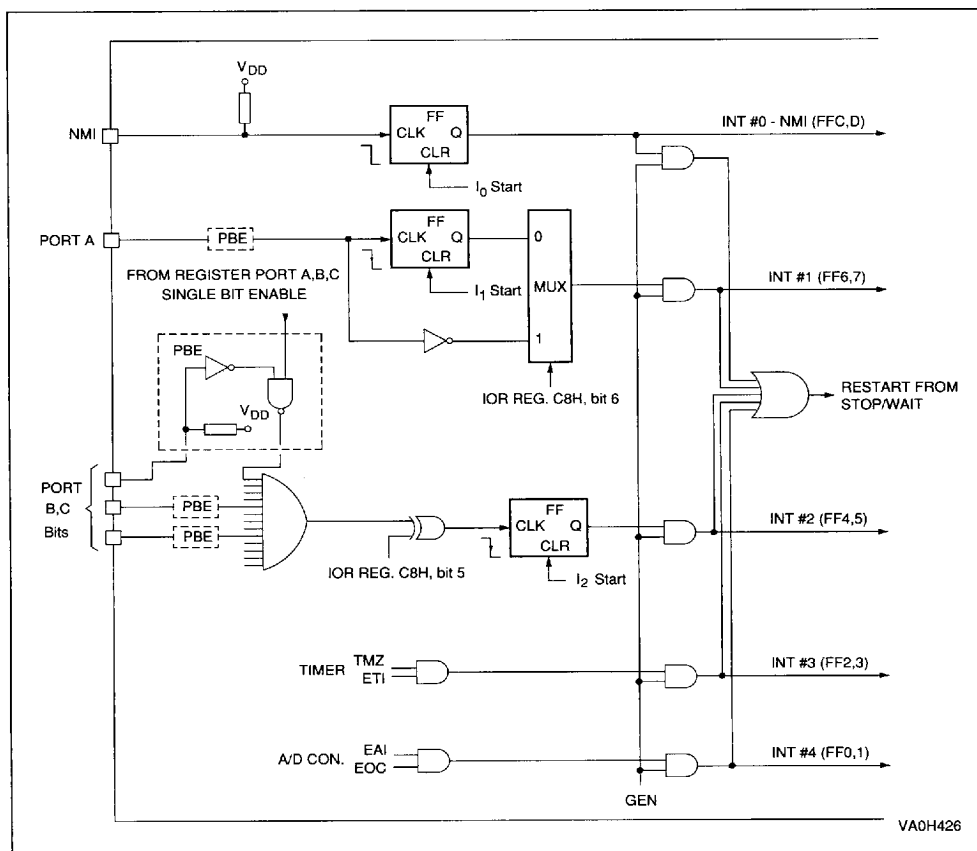 VDD
NMI
FF
CLK Q
CLR
I0 Start
INT #0 - NMI (FFC,D)
PORT A
PBE
FF
CLK Q
CLR
I1 Start
0
MUX
1
IOR REG. C8H, bit 6
INT #1 (FF6,7)
FROM REGISTER PORT A,B,C
SINGLE BIT ENABLE
PBE
VDD
RESTART FROM
STOP/WAIT
PORT
B,C
Bits
PBE
PBE
IOR REG. C8H, bit 5
FF
CLK Q
CLR
I2 Start
INT #2 (FF4,5)
TIMER
TMZ
ETI
INT #3 (FF2,3)
A/D CON.
EAI
EOC
INT #4 (FF0,1)
GEN
VA0H426